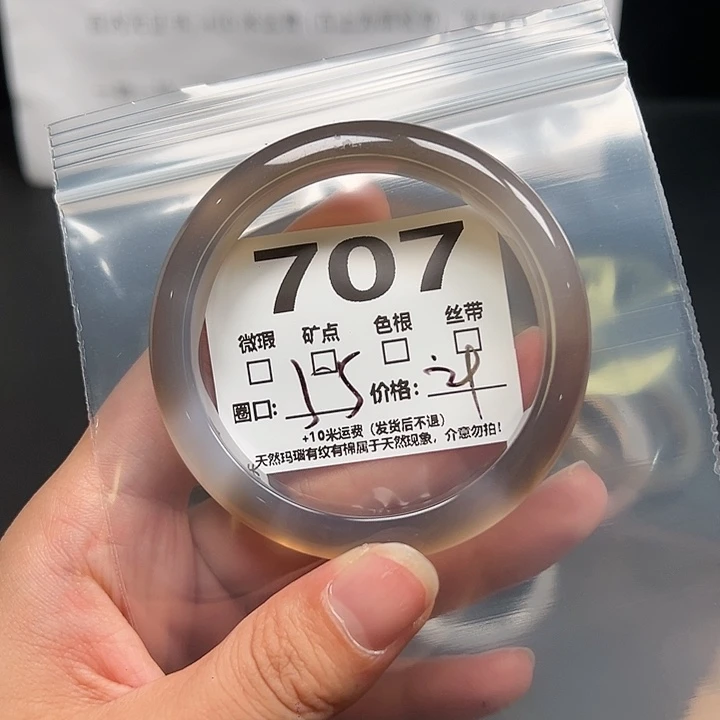 707
微瑕 矿点 色根 丝带
圈口: 价格:
+10米运费（发货后不退）
天然玛瑙有纹有棉属于天然现象，介意勿拍！